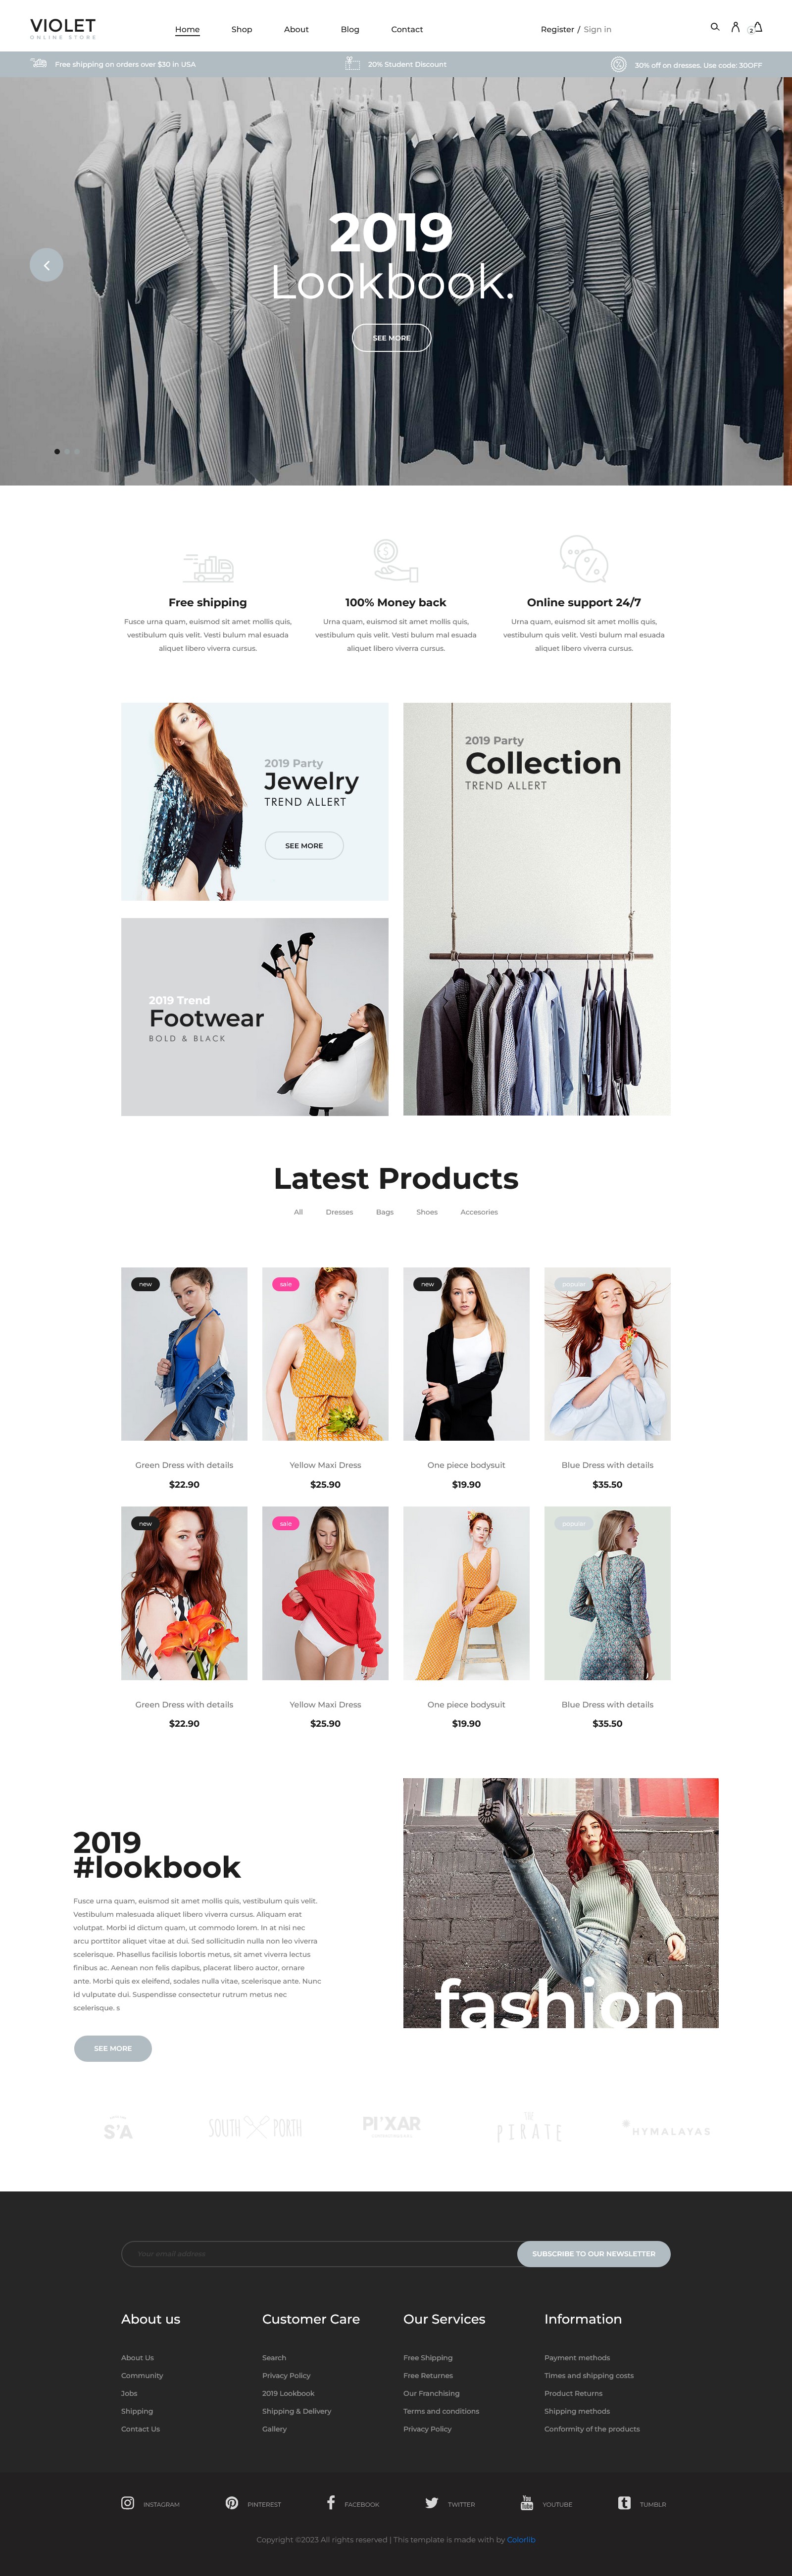 VIOLET
ONLINE STORE
Home
Shop
About
Blog
Contact
Register / Sign in
2
Free shipping on orders over $30 in USA
20% Student Discount
30% off on dresses. Use code: 30OFF
2019
Lookbook.
SEE MORE
Free shipping
Fusce urna quam, euismod sit amet mollis quis,
vestibulum quis velit. Vesti bulum mal esuada
aliquet libero viverra cursus.
100% Money back
Urna quam, euismod sit amet mollis quis,
vestibulum quis velit. Vesti bulum mal esuada
aliquet libero viverra cursus.
Online support 24/7
Urna quam, euismod sit amet mollis quis,
vestibulum quis velit. Vesti bulum mal esuada
aliquet libero viverra cursus.
2019 Party
Jewelry
TREND ALLERT
SEE MORE
2019 Trend
Footwear
BOLD & BLACK
2019 Party
Collection
TREND ALLERT
Latest Products
All
Dresses
Bags
Shoes
Accesories
new
sale
new
popular
Green Dress with details
$22.90
Yellow Maxi Dress
$25.90
One piece bodysuit
$19.90
Blue Dress with details
$35.50
new
sale
popular
Green Dress with details
$22.90
Yellow Maxi Dress
$25.90
One piece bodysuit
$19.90
Blue Dress with details
$35.50
2019
#lookbook
Fusce urna quam, euismod sit amet mollis quis, vestibulum quis velit.
Vestibulum malesuada aliquet libero viverra cursus. Aliquam erat
volutpat. Morbi id dictum quam, ut commodo lorem. In at nisi nec
arcu porttitor aliquet vitae at dui. Sed sollicitudin nulla non leo viverra
scelerisque. Phasellus facilisis lobortis metus, sit amet viverra lectus
finibus ac. Aenean non felis dapibus, placerat libero auctor, ornare
ante. Morbi quis ex eleifend, sodales nulla vitae, scelerisque ante. Nunc
id vulputate dui. Suspendisse consectetur rutrum metus nec
scelerisque. s
SEE MORE
fashion
S'A
SOUTH PORTH
PI'XAR
THE
PIRATE
HYMALAYAS
Your email address
SUBSCRIBE TO OUR NEWSLETTER
About us
About Us
Community
Jobs
Shipping
Contact Us
Customer Care
Search
Privacy Policy
2019 Lookbook
Shipping & Delivery
Gallery
Our Services
Free Shipping
Free Returnes
Our Franchising
Terms and conditions
Privacy Policy
Information
Payment methods
Times and shipping costs
Product Returns
Shipping methods
Conformity of the products
INSTAGRAM
PINTEREST
FACEBOOK
TWITTER
YOUTUBE
TUMBLR
Copyright ©2023 All rights reserved | This template is made with by Colorlib